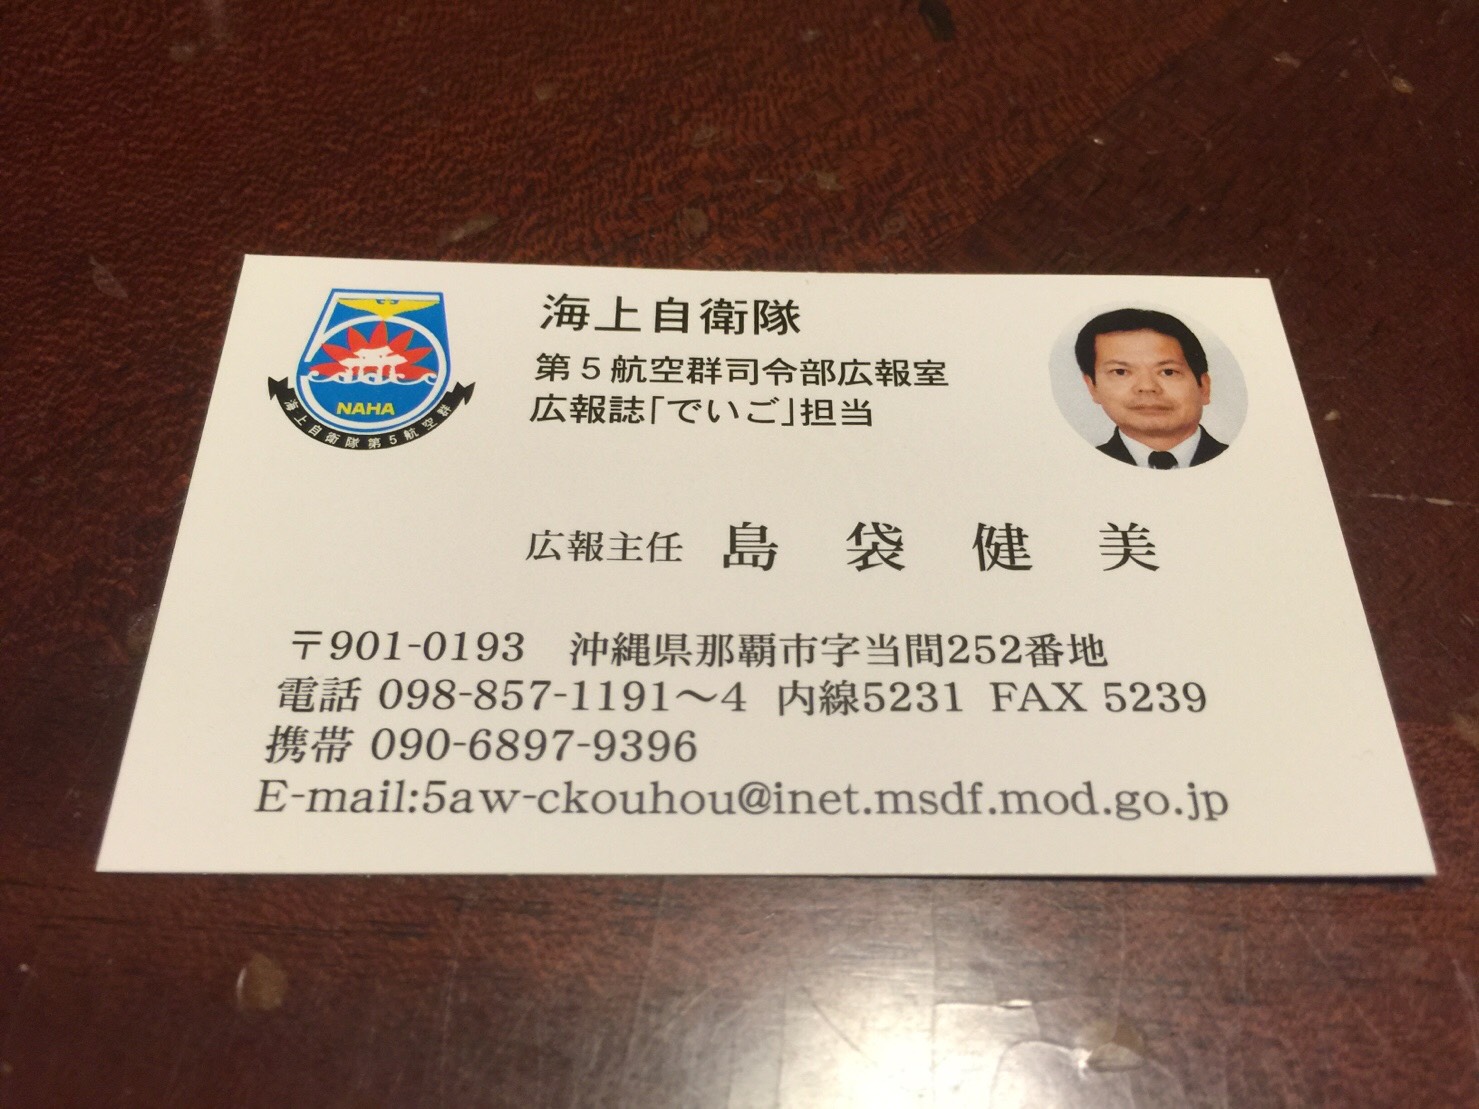 海上自衛隊
第5航空群司令部広報室
広報誌「でいご」担当
NAHA
海上自衛隊第5航空群
広報主任 島袋健美
〒901-0193 沖縄県那覇市字当間252番地
電話 098-857-1191～4 内線5231 FAX 5239
携帯 090-6897-9396
E-mail:5aw-ckouhou@inet.msdf.mod.go.jp